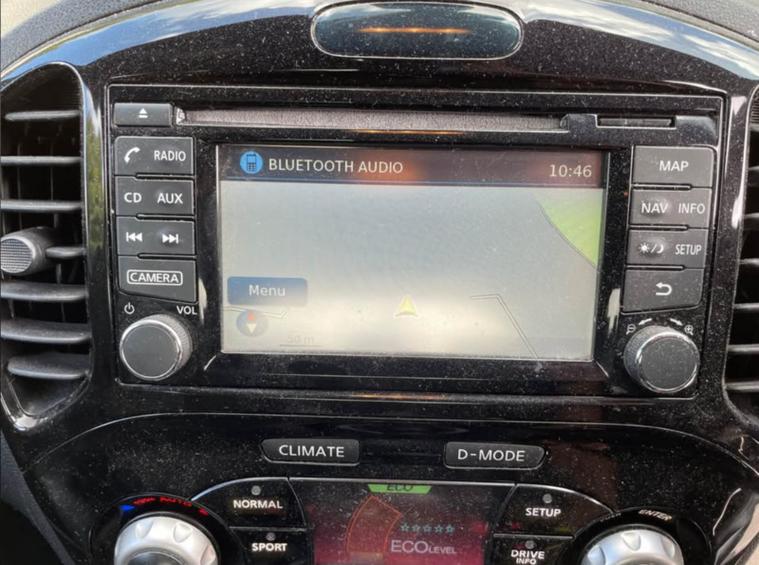 RADIO
CD AUX
CAMERA
VOL
BLUETOOTH AUDIO 10:46
Menu
50 m
MAP
NAV INFO
SETUP
CLIMATE D-MODE
NORMAL
SPORT
ECO
ECO LEVEL
SETUP
DRIVE
INFO
ENTER